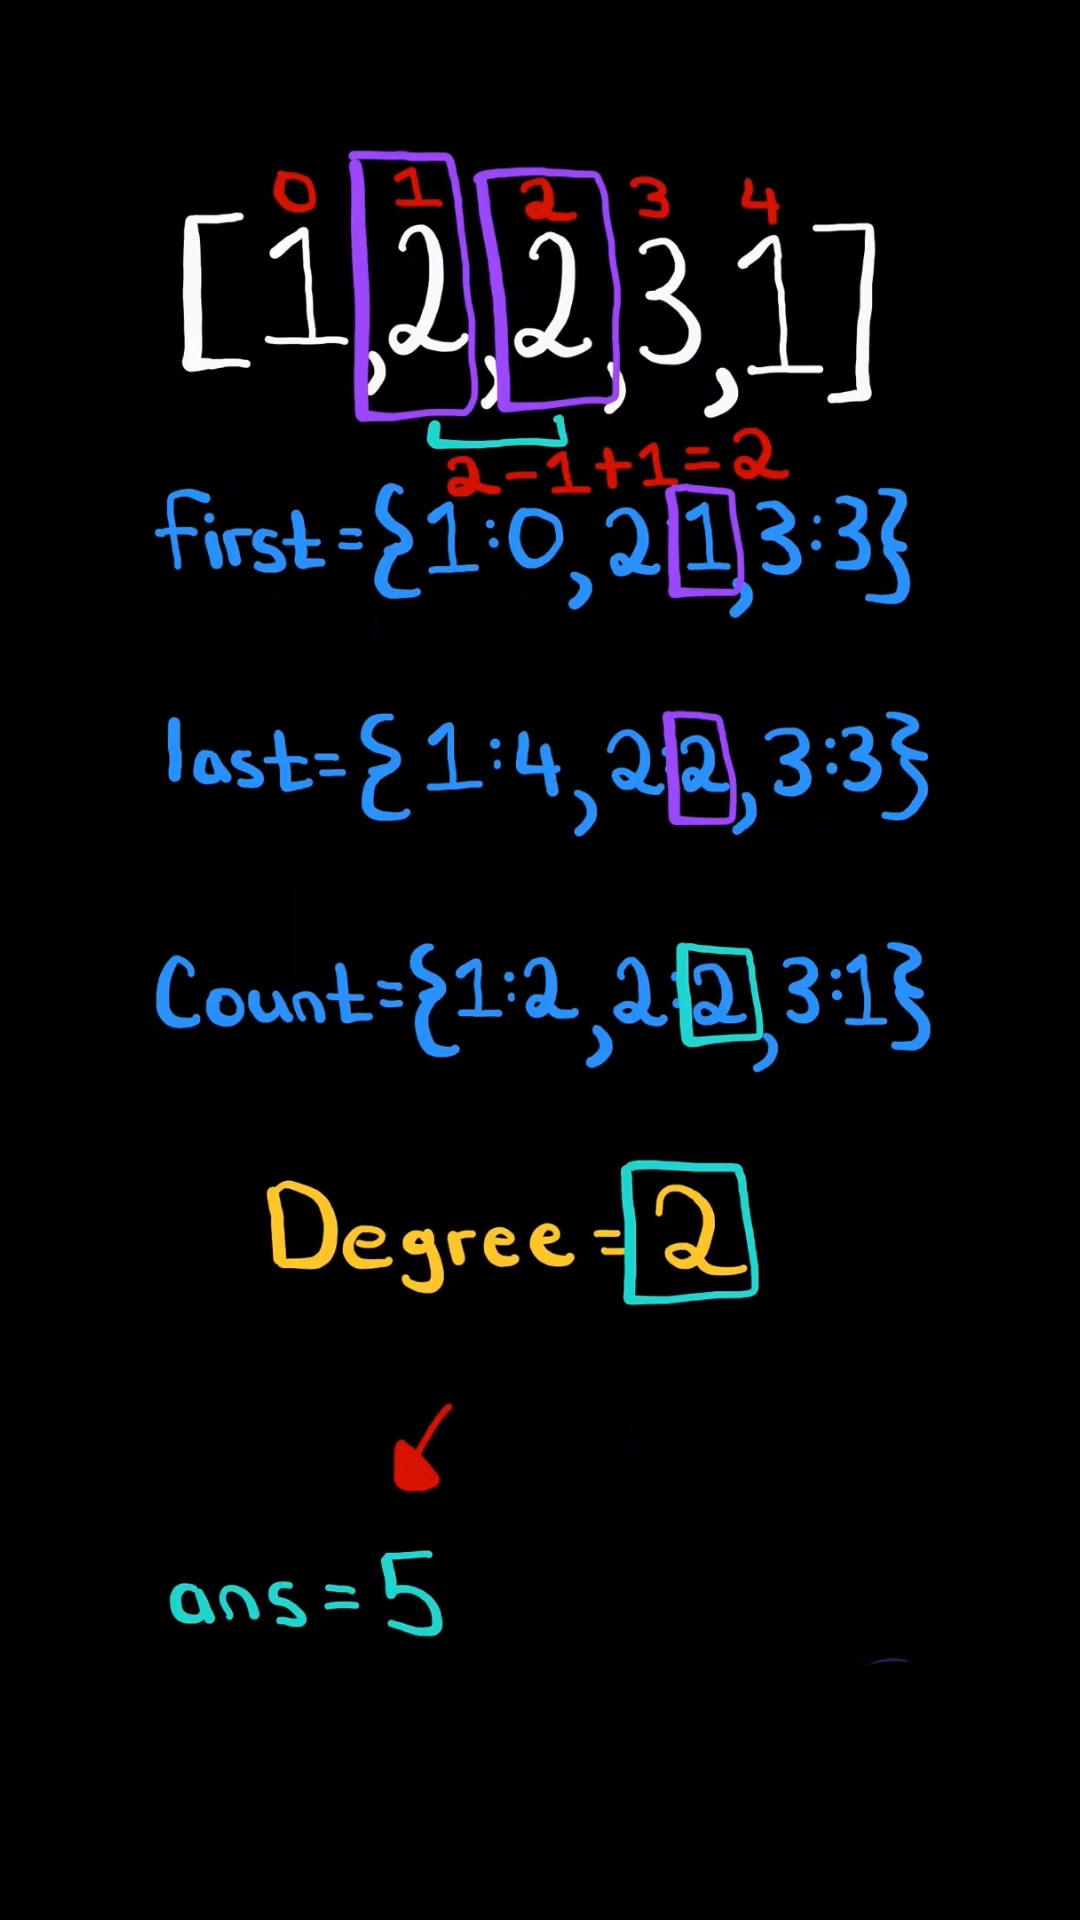 0 1 2 3 4
[1,2,2,3,1]
2-1+1=2
first={1:0, 2:1, 3:3}
last={1:4, 2:2, 3:3}
Count={1:2, 2:2, 3:1}
Degree=2
ans=5